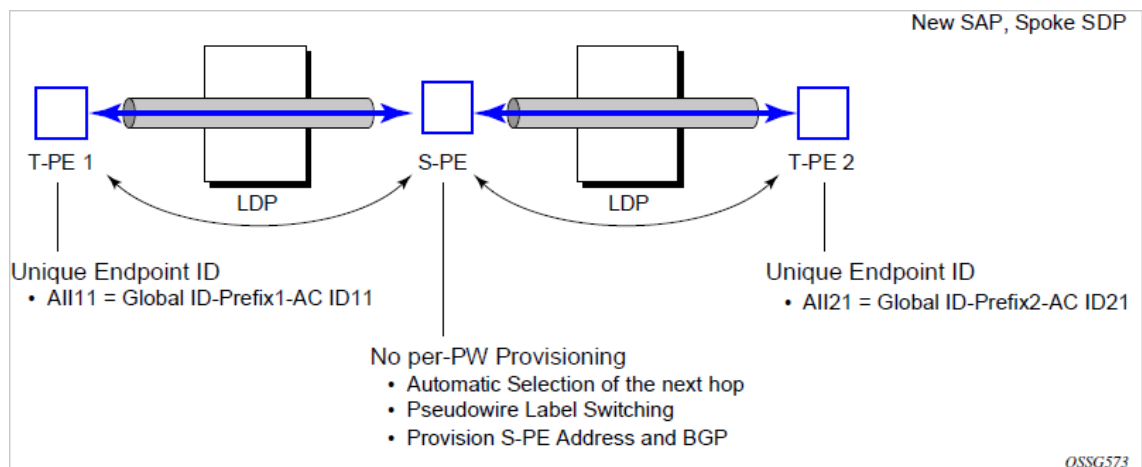 New SAP, Spoke SDP
T-PE 1
S-PE
T-PE 2
LDP
LDP
Unique Endpoint ID
• AII11 = Global ID-Prefix1-AC ID11
Unique Endpoint ID
• AII21 = Global ID-Prefix2-AC ID21
No per-PW Provisioning
• Automatic Selection of the next hop
• Pseudowire Label Switching
• Provision S-PE Address and BGP
OSSG573